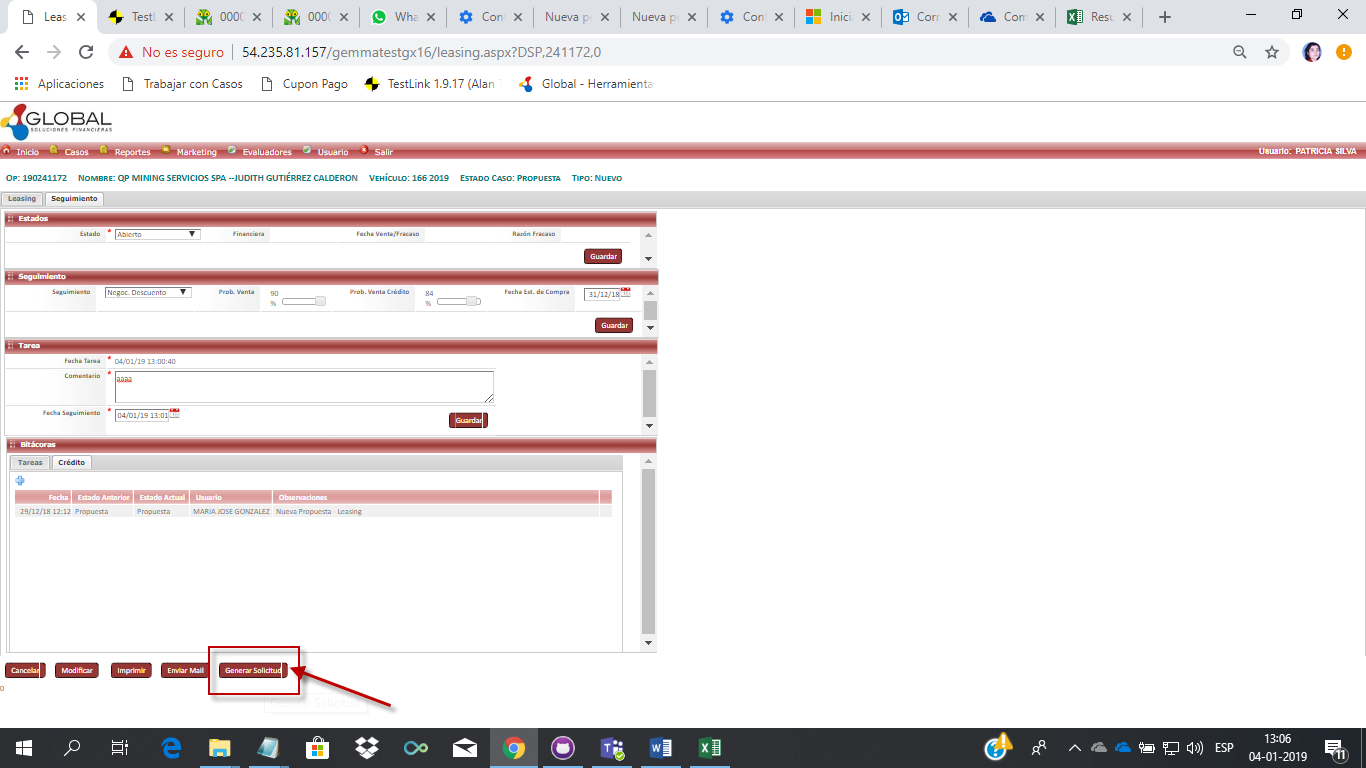 Leas
TestL
0000
0000
Wha
Cont
Nueva p
Nueva p
Cont
Inicia
Corr
Com
Resu
No es seguro | 54.235.81.157/gemmatestgx16/leasing.aspx?DSP,241172,0
Aplicaciones Trabajar con Casos Cupon Pago TestLink 1.9.17 (Alan Global - Herramienta
GLOBAL
SOLUCIONES FINANCIERAS
Inicio Casos Reportes Marketing Evaluadores Usuario Salir Usuario: PATRICIA SILVA
Op: 190241172 Nombre: QP MINING SERVICIOS SPA --JUDITH GUTIÉRREZ CALDERON Vehículo: 166 2019 Estado Caso: Propuesta Tipo: Nuevo
Leasing Seguimiento
Estados
Estado * Abierto Financiera Fecha Venta/Fracaso Razón Fracaso
Guardar
Seguimiento
Seguimiento Negoc. Descuento Prob. Venta 90 % Prob. Venta Crédito 84 % Fecha Est. de Compra 31/12/18
Guardar
Tarea
Fecha Tarea * 04/01/19 13:00:40
Comentario * aaaa
Fecha Seguimiento * 04/01/19 13:01 Guardar
Bitácoras
Tareas Crédito
Fecha Estado Anterior Estado Actual Usuario Observaciones
29/12/18 12:12 Propuesta Propuesta MARIA JOSE GONZALEZ Nueva Propuesta - Leasing
Cancelar Modificar Imprimir Enviar Mail Generar Solicitud
0
Generar Solicitud
ESP
13:06
04-01-2019
11